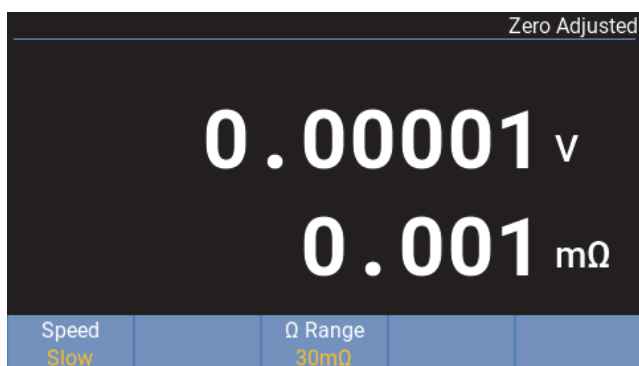 Zero Adjusted
0.00001 V
0.001 mΩ
Speed Ω Range
Slow 30mΩ